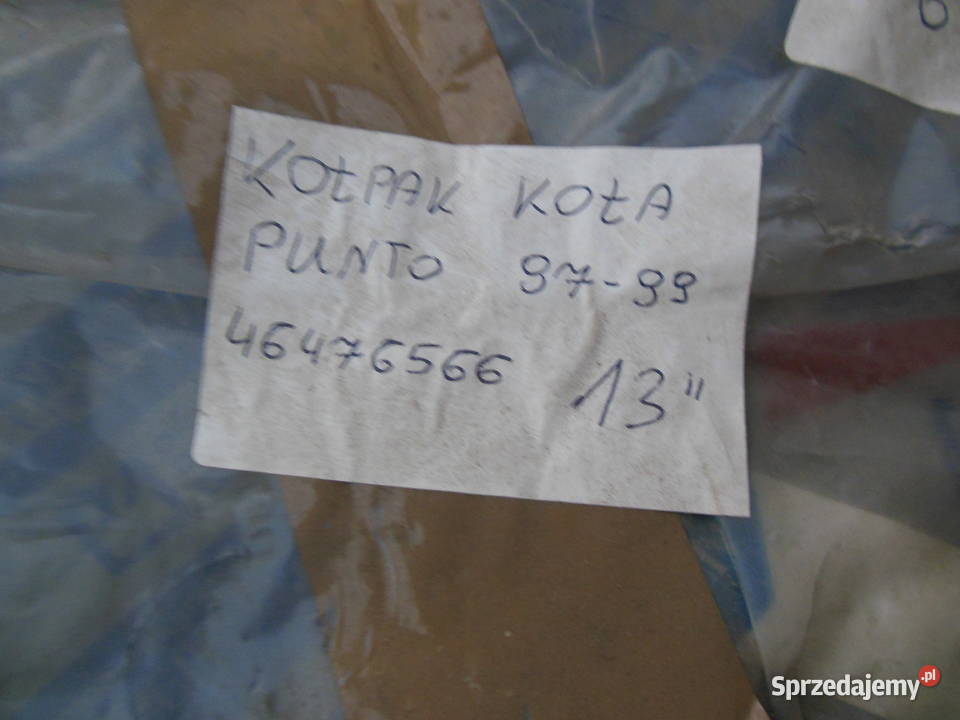 KOŁPAK KOŁA
PUNTO 97-99
46476566 13"
Sprzedajemy.pl